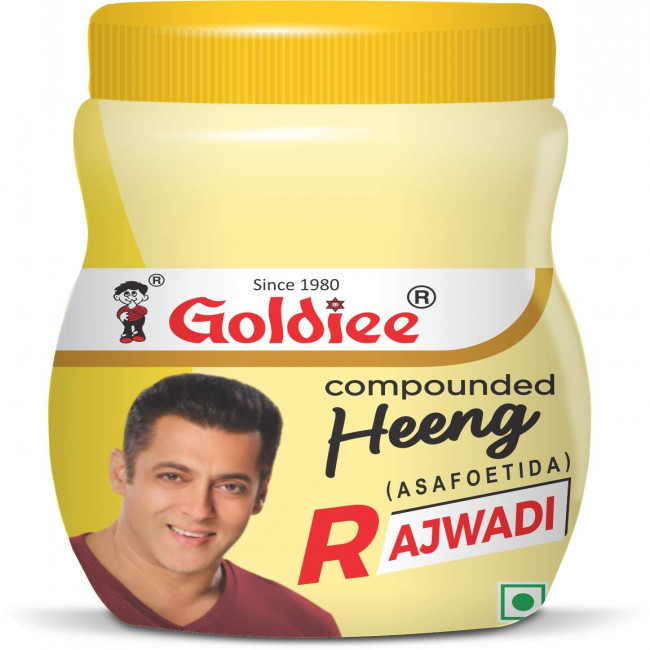 Since 1980
Goldiee®
®
compounded
Heeng
(ASAFOETIDA)
RAJWADI